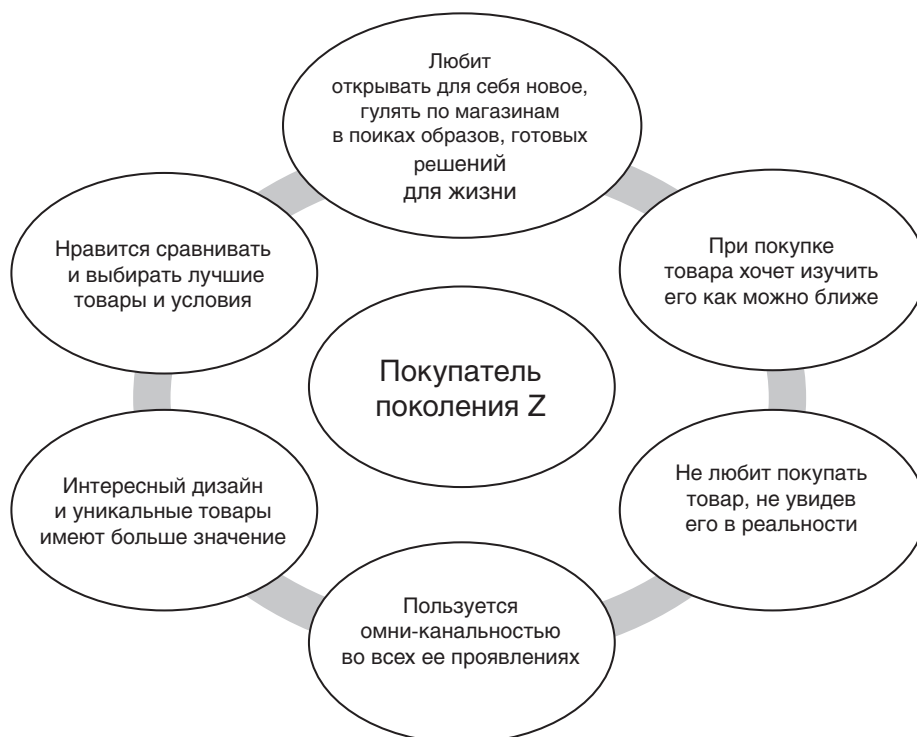 Любит
открывать для себя новое,
гулять по магазинам
в поиках образов, готовых
решений
для жизни
Нравится сравнивать
и выбирать лучшие
товары и условия
При покупке
товара хочет изучить
его как можно ближе
Покупатель
поколения Z
Интересный дизайн
и уникальные товары
имеют больше значение
Не любит покупать
товар, не увидев
его в реальности
Пользуется
омни-канальностью
во всех ее проявлениях